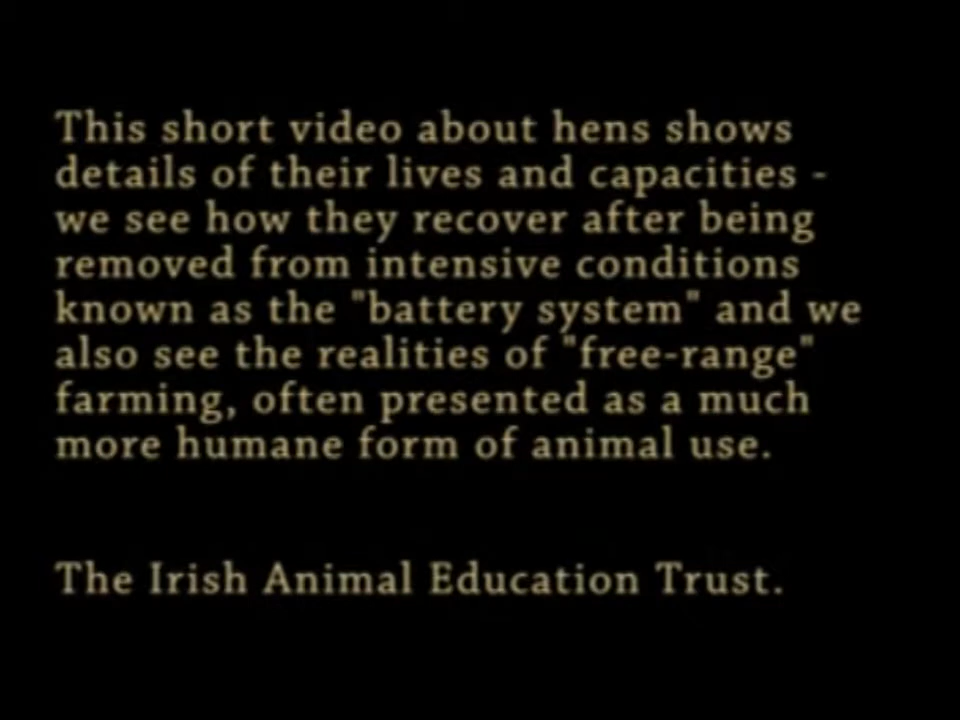 This short video about hens shows
details of their lives and capacities -
we see how they recover after being
removed from intensive conditions
known as the "battery system" and we
also see the realities of "free-range"
farming, often presented as a much
more humane form of animal use.
The Irish Animal Education Trust.